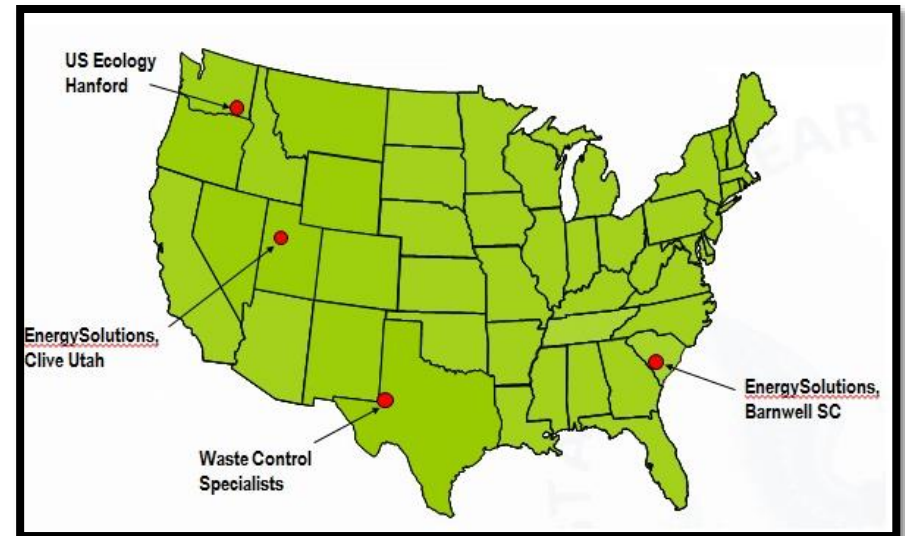 US Ecology
Hanford
EnergySolutions,
Clive Utah
Waste Control
Specialists
EnergySolutions,
Barnwell SC